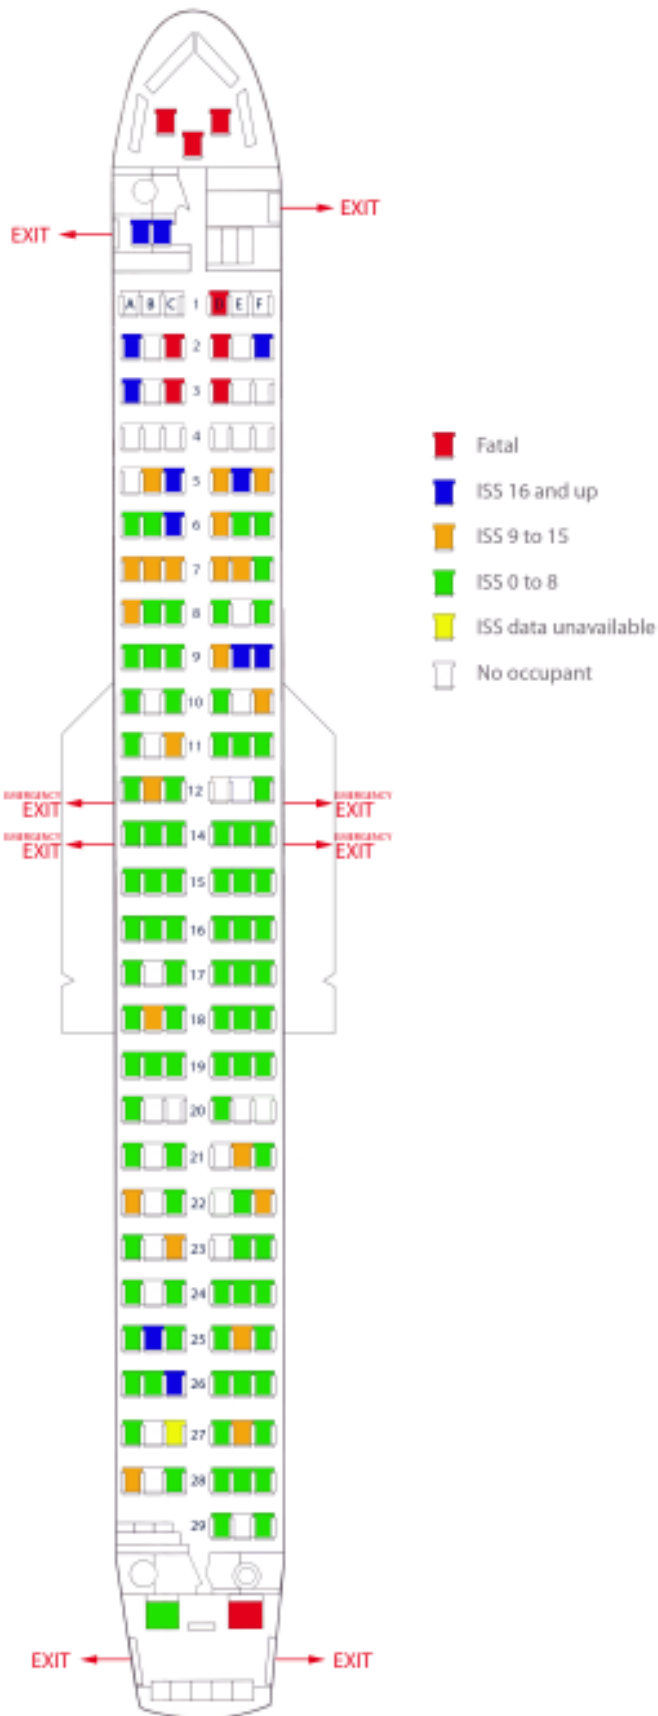 EXIT
EXIT
A B C 1 D E F
2
3
4
Fatal
5
ISS 16 and up
6
ISS 9 to 15
7
ISS 0 to 8
8
ISS data unavailable
9
No occupant
10
11
12
EMERGENCY EXIT
EMERGENCY EXIT
14
EMERGENCY EXIT
EMERGENCY EXIT
15
16
17
18
19
20
21
22
23
24
25
26
27
28
29
EXIT
EXIT